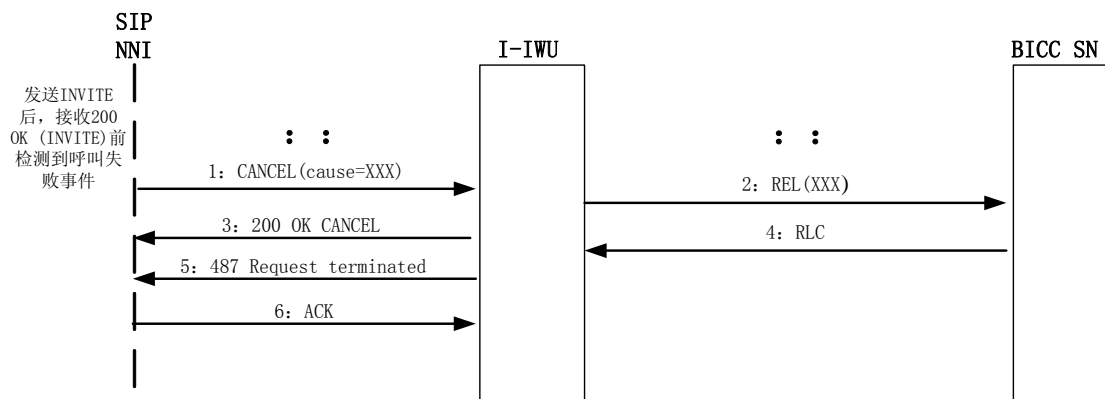 SIP
NNI
I-IWU
BICC SN
发送INVITE
后，接收200
OK (INVITE)前
检测到呼叫失
败事件
: :
: :
1: CANCEL(cause=XXX)
2: REL(XXX)
3: 200 OK CANCEL
4: RLC
5: 487 Request terminated
6: ACK